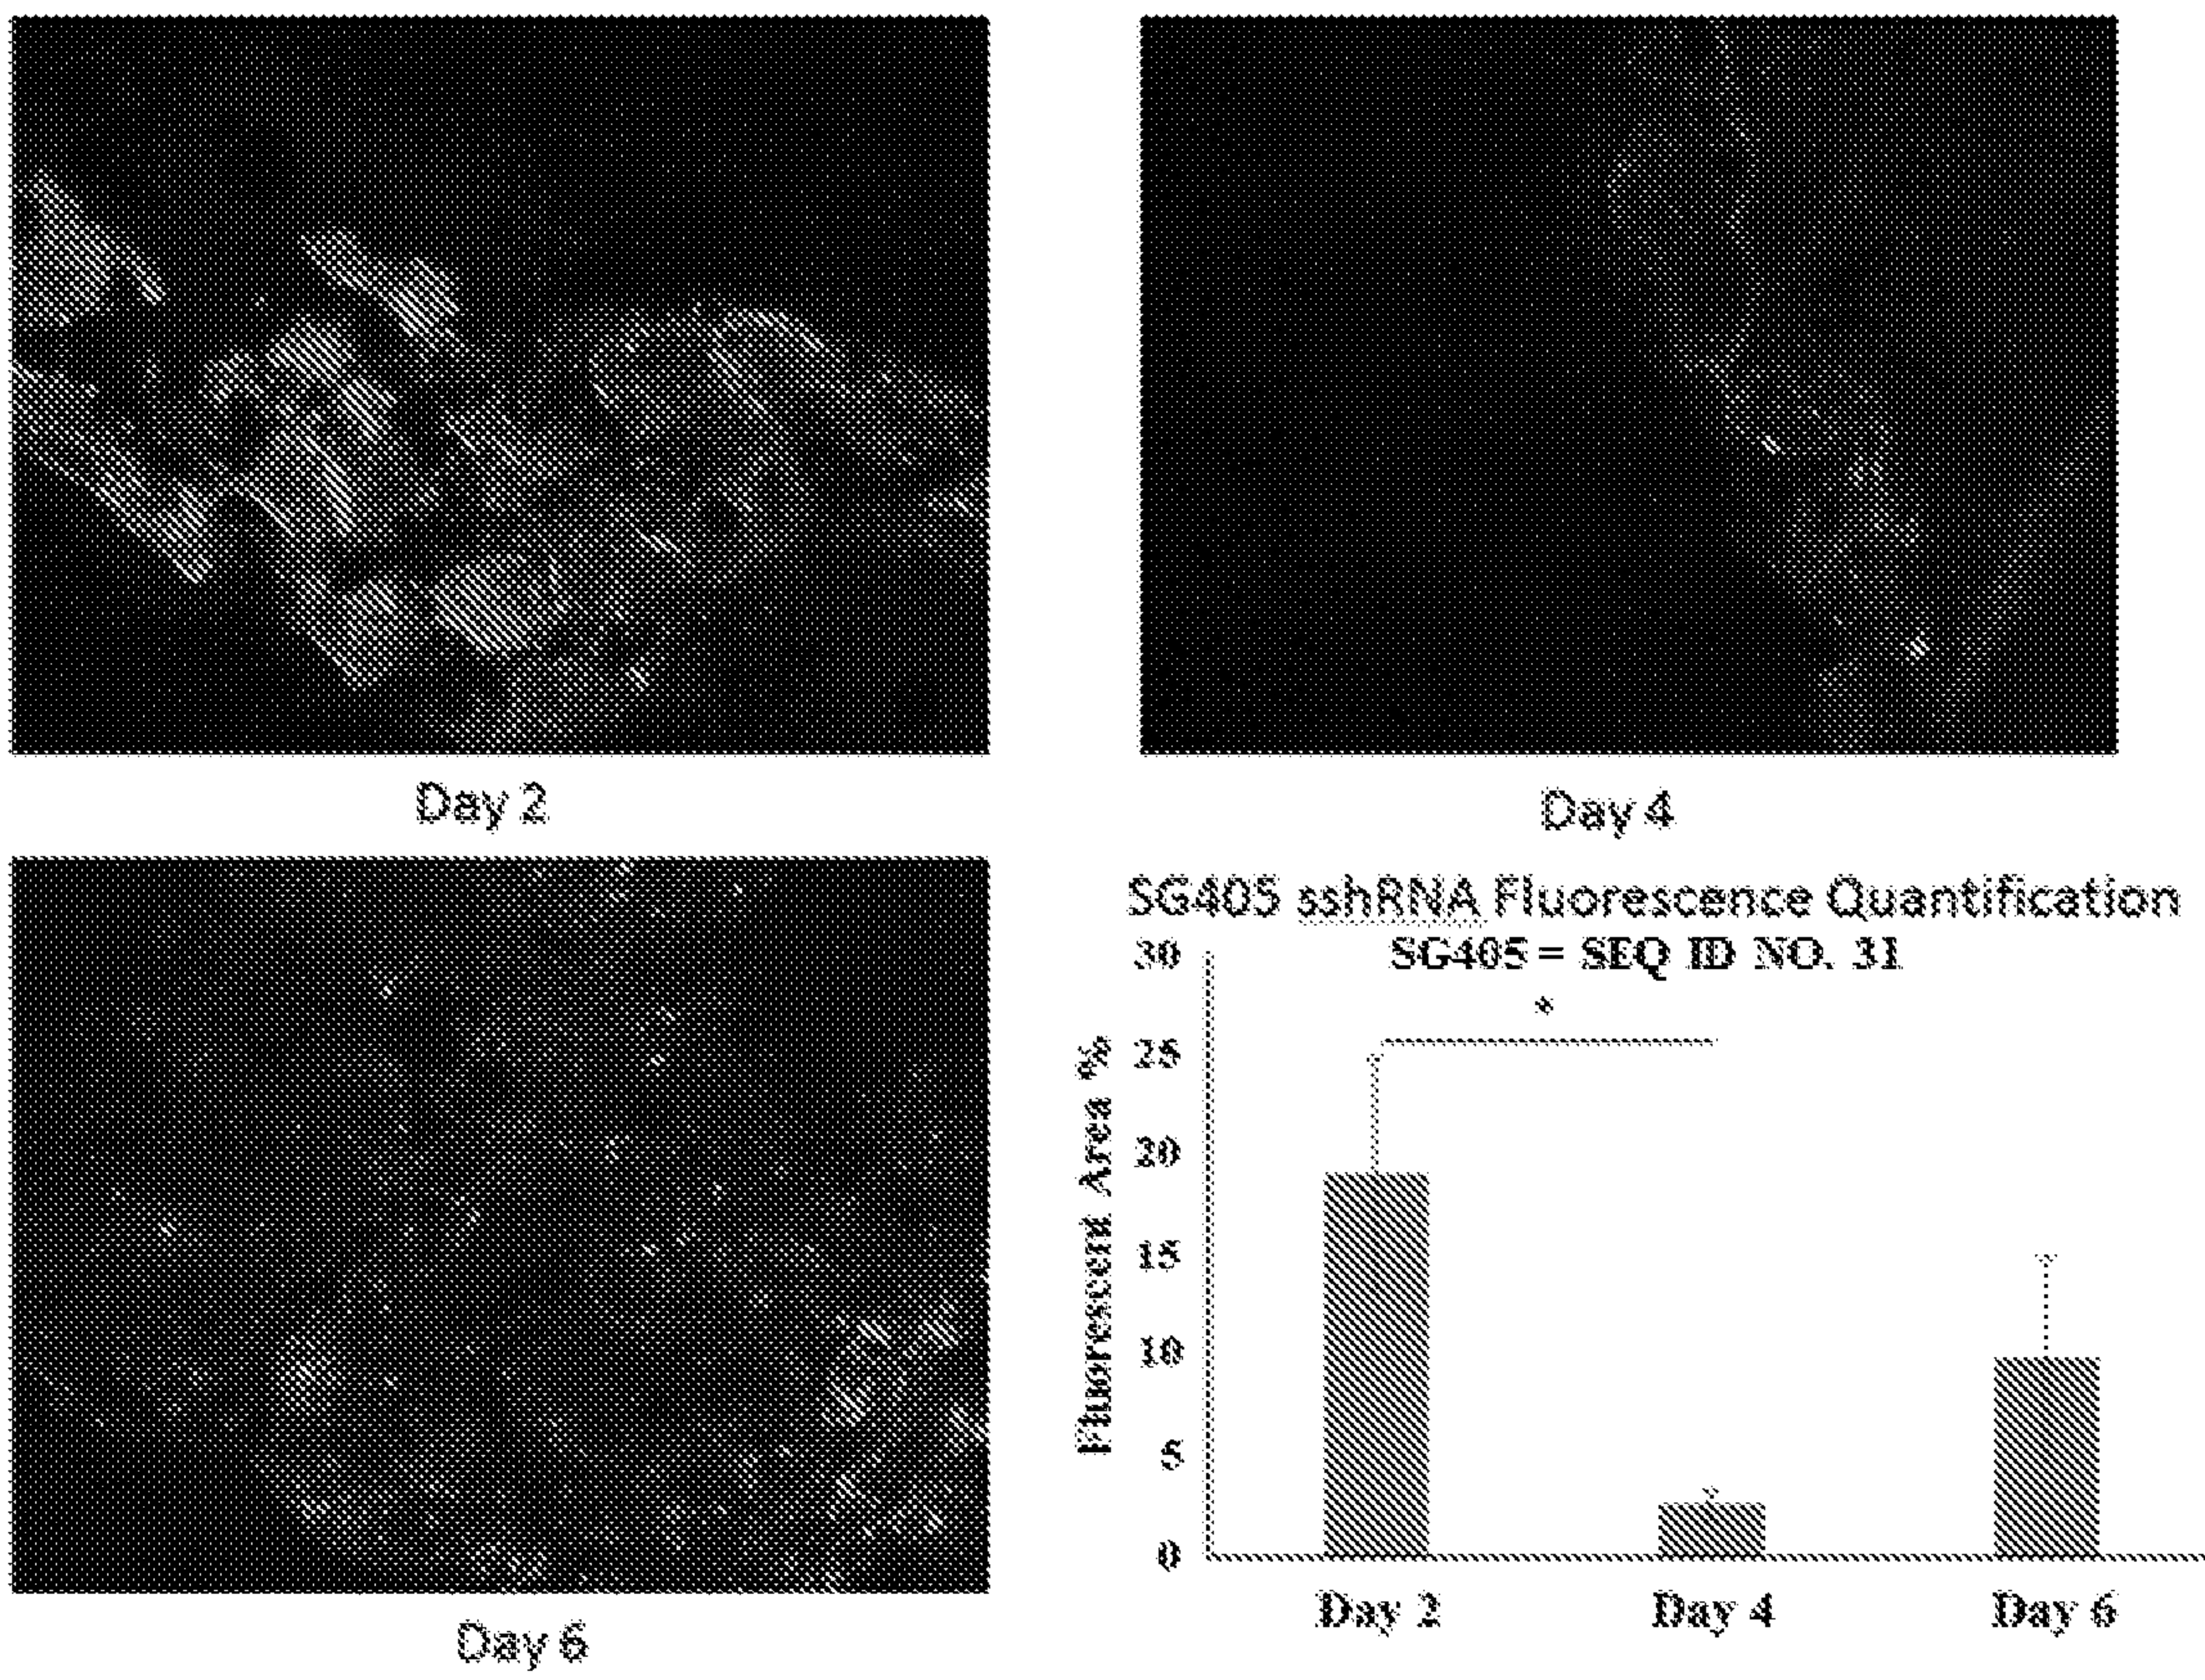 Day 2
Day 4
Day 6
SG405 sshRNA Fluorescence Quantification
SG405 = SEQ ID NO. 31
*
Fluorescent Area %
30
25
20
15
10
5
0
Day 2
Day 4
Day 6